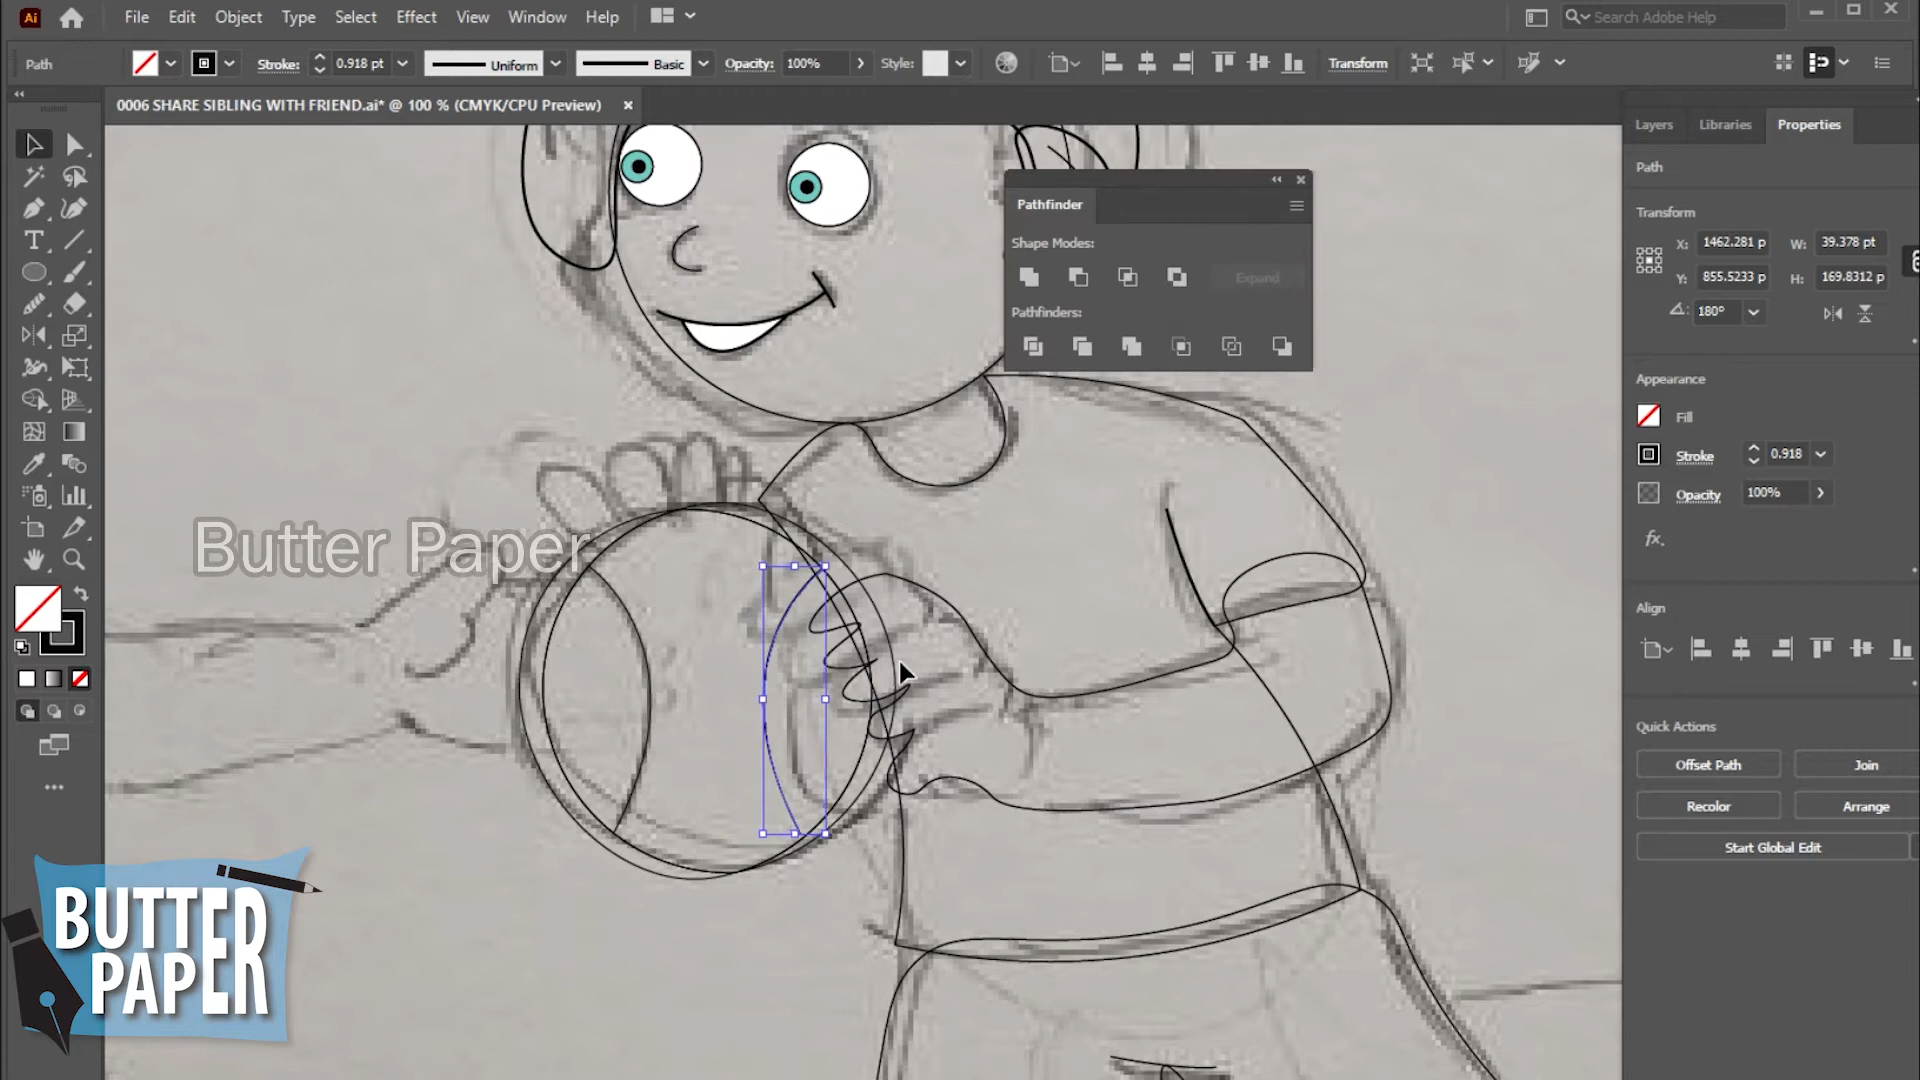 Ai File Edit Object Type Select Effect View Window Help Search Adobe Help
Path Stroke: 0.918 pt Uniform Basic Opacity: 100% Style: Transform
0006 SHARE SIBLING WITH FRIEND.ai* @ 100 % (CMYK/CPU Preview)
Layers Libraries Properties
Path
Transform
X: 1462.281 p W: 39.378 pt
Y: 855.5233 p H: 169.8312 p
180°
Appearance
Fill
Stroke 0.918
Opacity 100%
fx.
Align
Quick Actions
Offset Path Join
Recolor Arrange
Start Global Edit
Pathfinder
Shape Modes:
Expand
Pathfinders:
Butter Paper
BUTTER
PAPER